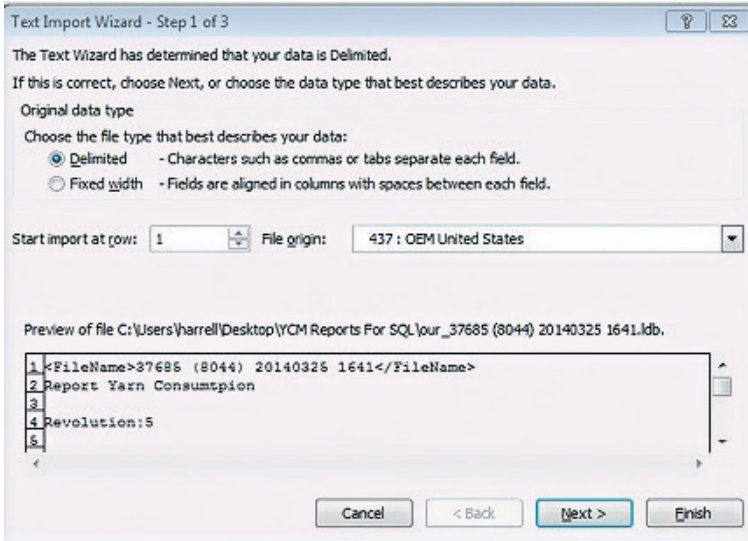 Text Import Wizard - Step 1 of 3
The Text Wizard has determined that your data is Delimited.
If this is correct, choose Next, or choose the data type that best describes your data.
Original data type
Choose the file type that best describes your data:
Delimited - Characters such as commas or tabs separate each field.
Fixed width - Fields are aligned in columns with spaces between each field.
Start import at row: 1 File origin: 437 : OEM United States
Preview of file C:\Users\harrell\Desktop\YCM Reports For SQL\our_37685 (8044) 20140325 1641.ldb.
1 <FileName>37685 (8044) 20140325 1641</FileName>
2 Report Yarn Consumtpion
3
4 Revolution:5
5
Cancel < Back Next > Finish